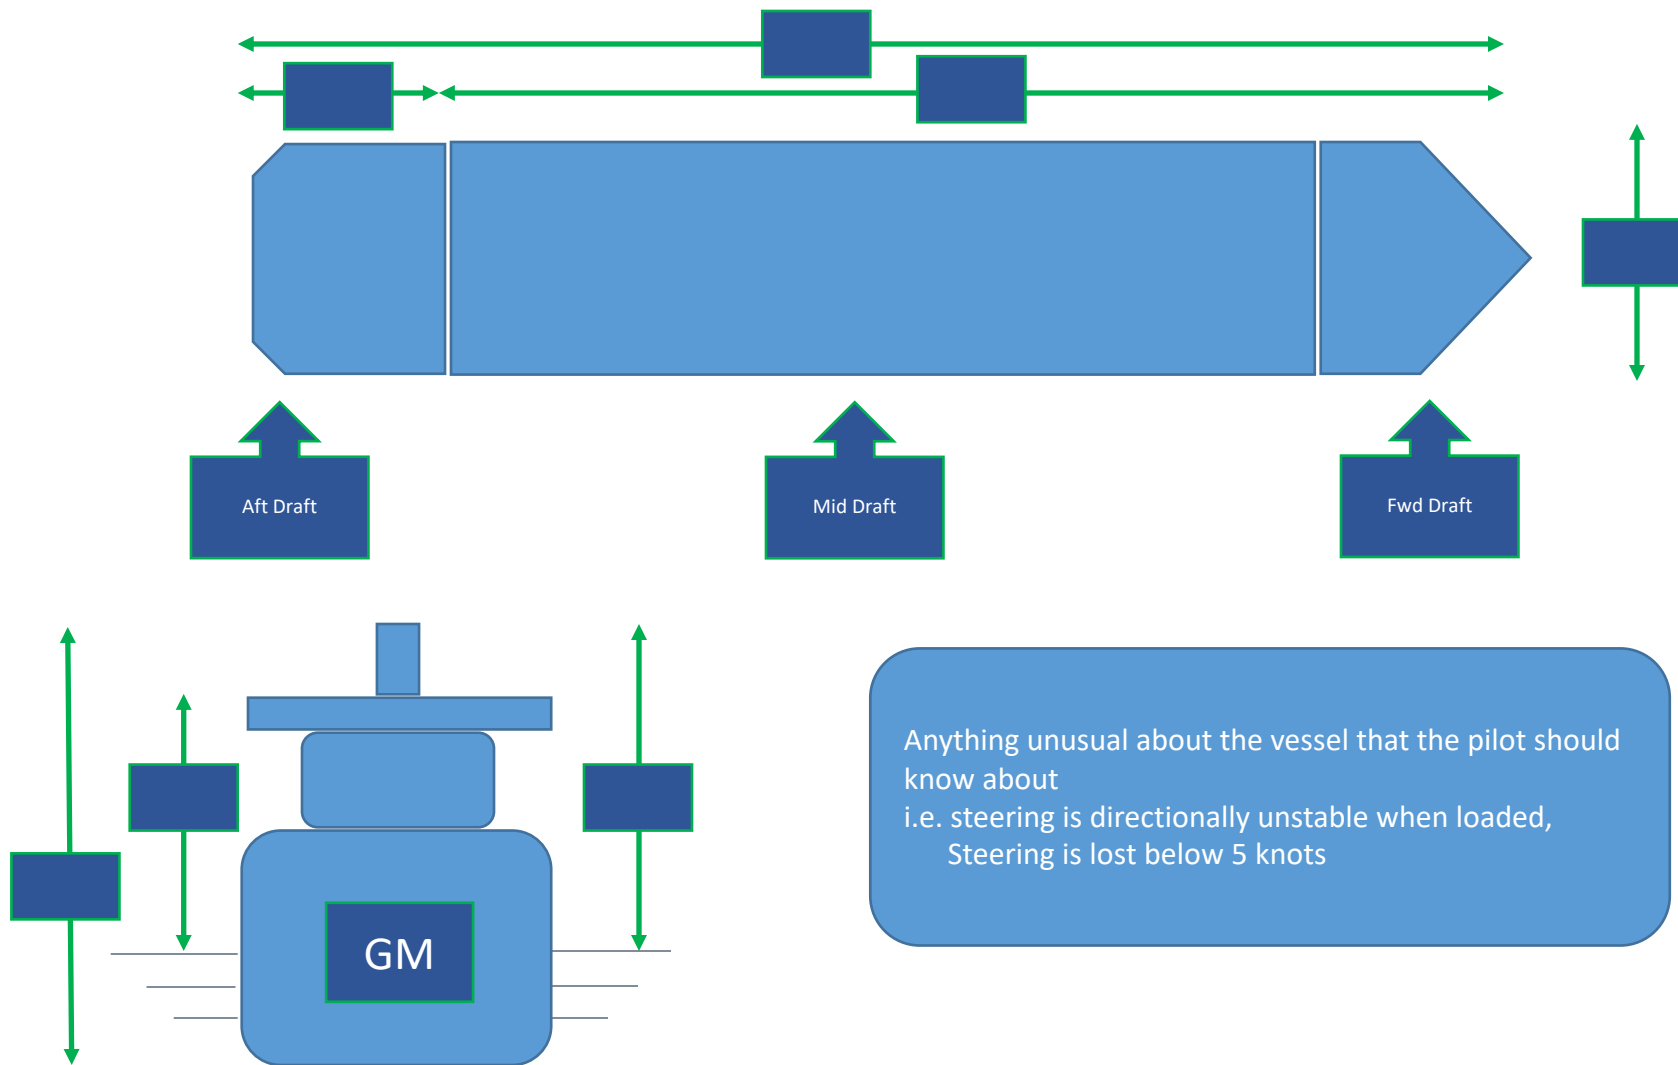 Aft Draft
Mid Draft
Fwd Draft
GM
Anything unusual about the vessel that the pilot should
know about
i.e. steering is directionally unstable when loaded,
Steering is lost below 5 knots